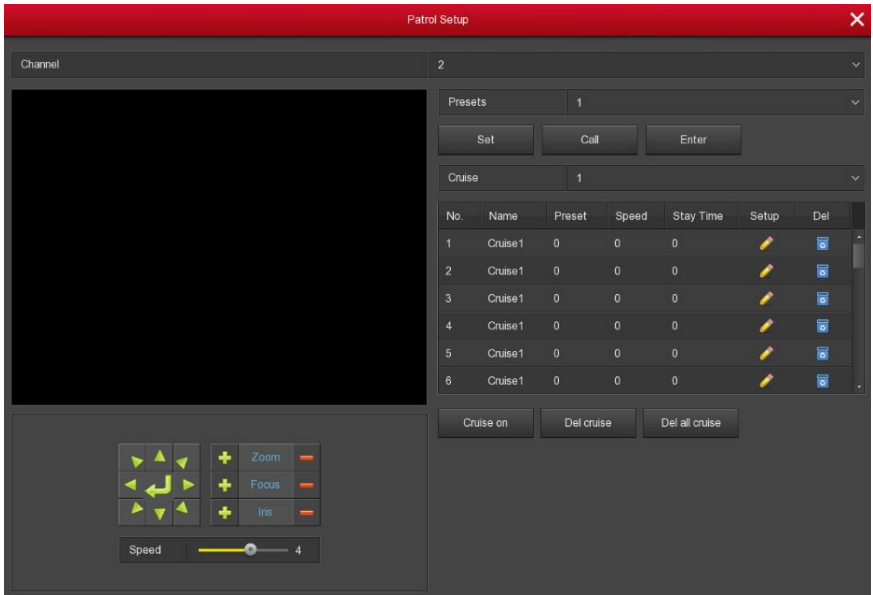 Patrol Setup
Channel 2
Presets 1
Set Call Enter
Cruise 1
No. Name Preset Speed Stay Time Setup Del
1 Cruise1 0 0 0
2 Cruise1 0 0 0
3 Cruise1 0 0 0
4 Cruise1 0 0 0
5 Cruise1 0 0 0
6 Cruise1 0 0 0
Cruise on Del cruise Del all cruise
Zoom
Focus
Iris
Speed 4